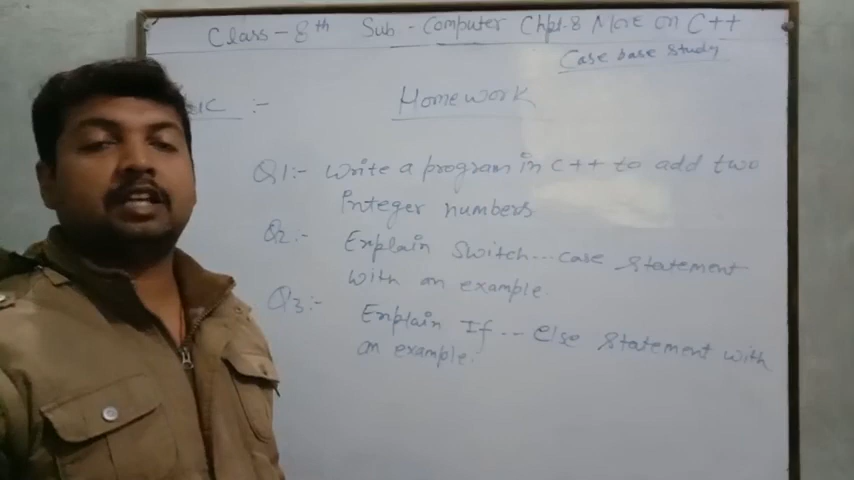 Class - 8th Sub - Computer Chpt-8 More on C++
Case base study
:- Homework
Q1:- Write a program in C++ to add two
integer numbers
Q2:- Explain Switch...case statement
with an example.
Q3:- Explain If... else statement with
an example.